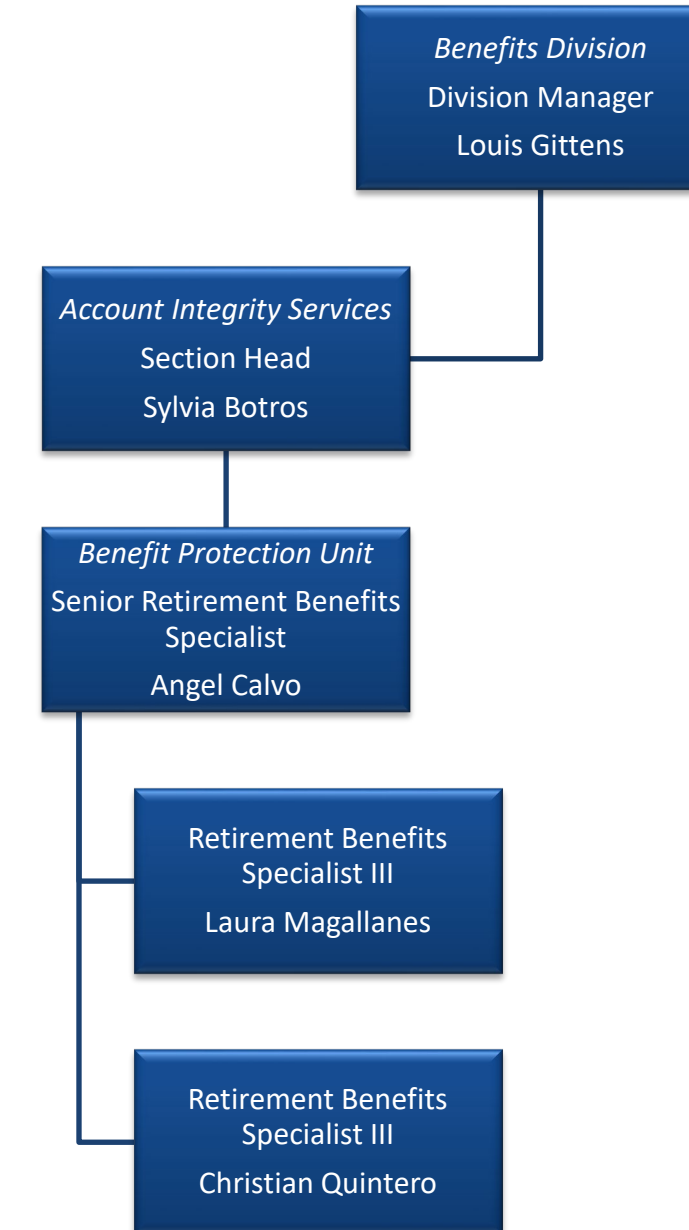 Benefits Division
Division Manager
Louis Gittens
Account Integrity Services
Section Head
Sylvia Botros
Benefit Protection Unit
Senior Retirement Benefits
Specialist
Angel Calvo
Retirement Benefits
Specialist III
Laura Magallanes
Retirement Benefits
Specialist III
Christian Quintero